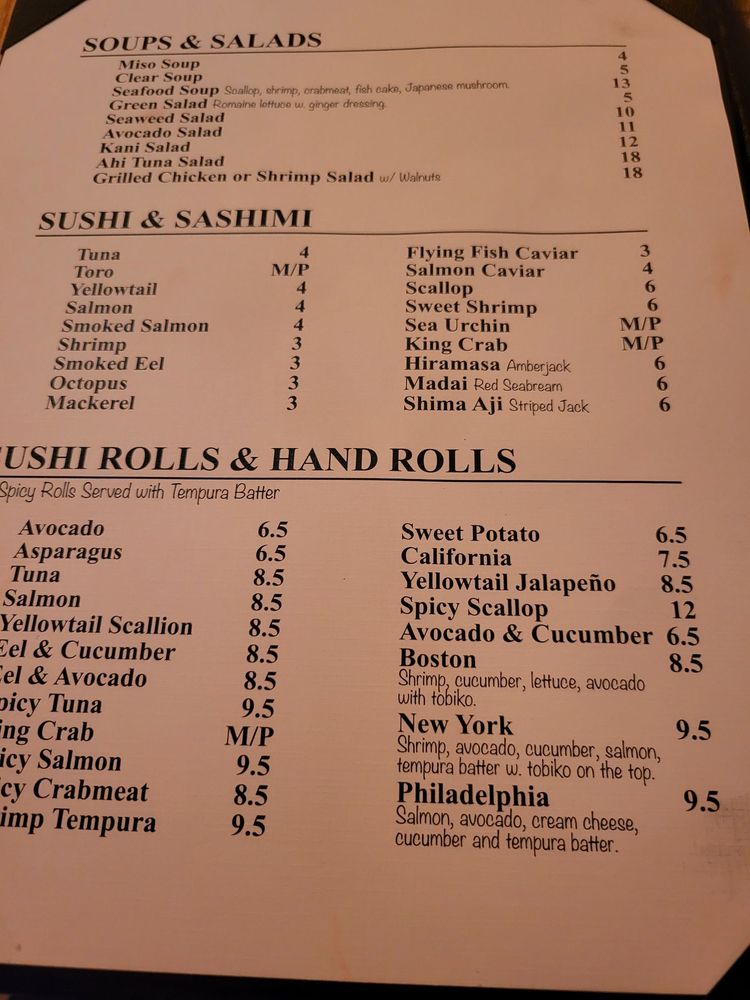 SOUPS & SALADS
Miso Soup 4
Clear Soup 5
Seafood Soup Scallop, shrimp, crabmeat, fish cake, Japanese mushroom. 13
Green Salad Romaine lettuce w. ginger dressing. 5
Seaweed Salad 10
Avocado Salad 11
Kani Salad 12
Ahi Tuna Salad 18
Grilled Chicken or Shrimp Salad w/ Walnuts 18
SUSHI & SASHIMI
Tuna 4
Toro M/P
Yellowtail 4
Salmon 4
Smoked Salmon 4
Shrimp 3
Smoked Eel 3
Octopus 3
Mackerel 3
Flying Fish Caviar 3
Salmon Caviar 4
Scallop 6
Sweet Shrimp 6
Sea Urchin M/P
King Crab M/P
Hiramasa Amberjack 6
Madai Red Seabream 6
Shima Aji Striped Jack 6
USHI ROLLS & HAND ROLLS
Spicy Rolls Served with Tempura Batter
Avocado 6.5
Asparagus 6.5
Tuna 8.5
Salmon 8.5
Yellowtail Scallion 8.5
Eel & Cucumber 8.5
Eel & Avocado 8.5
picy Tuna 9.5
ing Crab M/P
icy Salmon 9.5
cy Crabmeat 8.5
imp Tempura 9.5
Sweet Potato 6.5
California 7.5
Yellowtail Jalapeño 8.5
Spicy Scallop 12
Avocado & Cucumber 6.5
Boston 8.5
Shrimp, cucumber, lettuce, avocado
with tobiko.
New York 9.5
Shrimp, avocado, cucumber, salmon,
tempura batter w. tobiko on the top.
Philadelphia 9.5
Salmon, avocado, cream cheese,
cucumber and tempura batter.